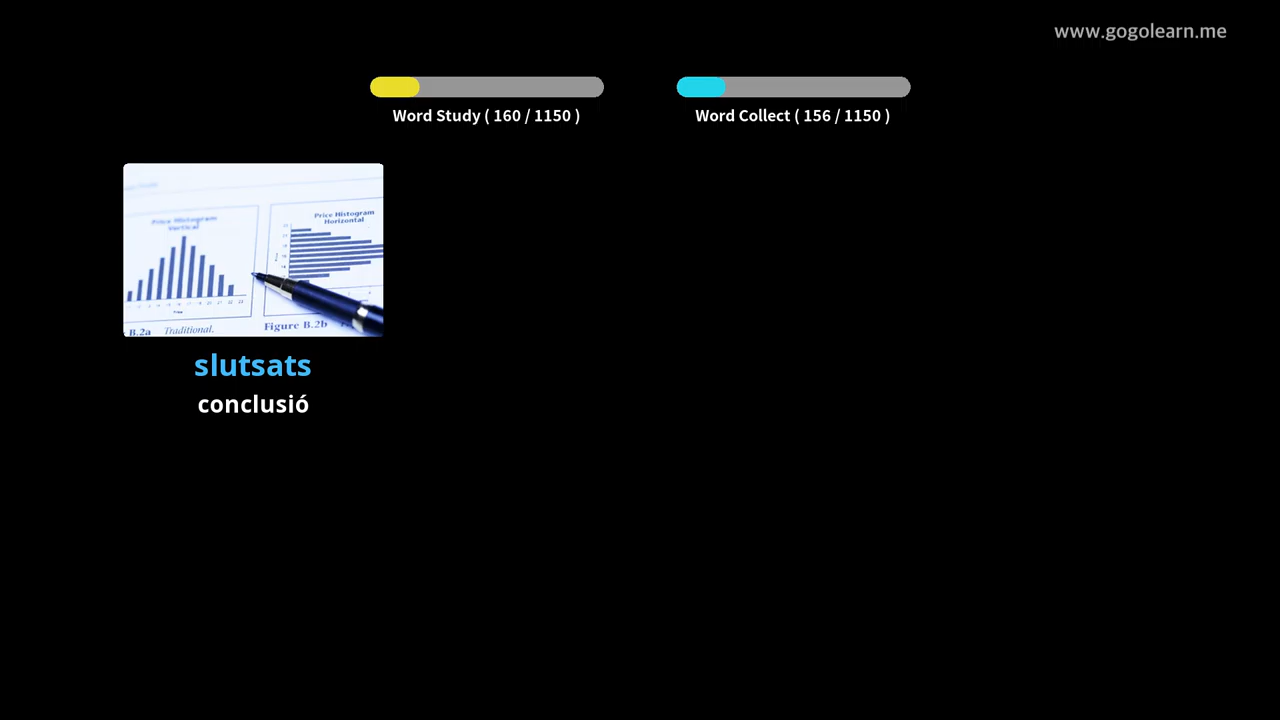 www.gogolearn.me
Word Study ( 160 / 1150 )
Word Collect ( 156 / 1150 )
Price Histogram
Vertical
Price Histogram
Horizontal
B.2a Traditional.
Figure B.2b
slutsats
conclusió